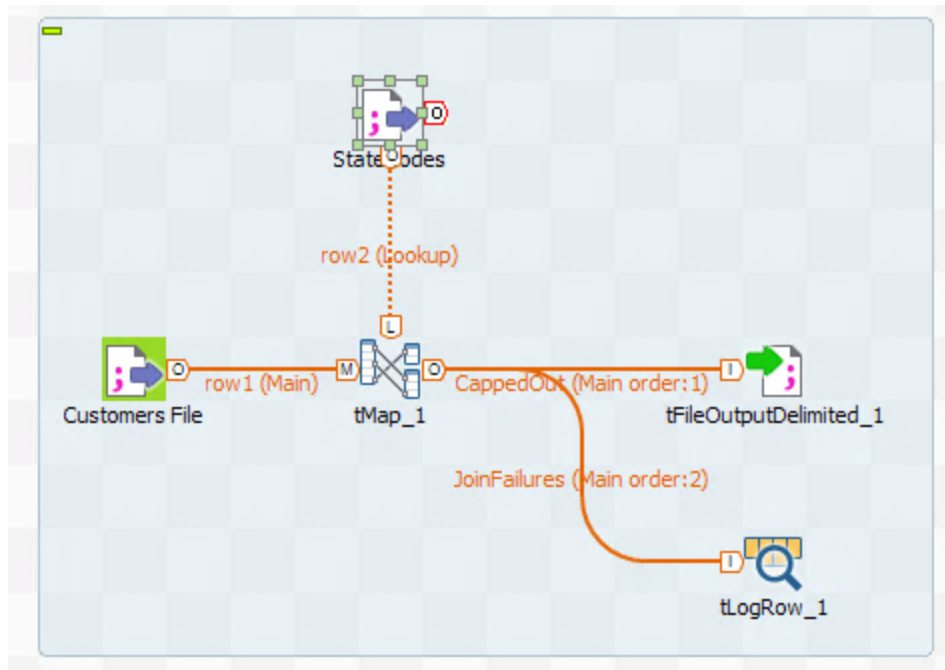 O
StateCodes
O
row2 (Lookup)
L
O
row1 (Main)
M
O
CappedOut (Main order:1)
I
Customers File
tMap_1
tFileOutputDelimited_1
JoinFailures (Main order:2)
I
tLogRow_1